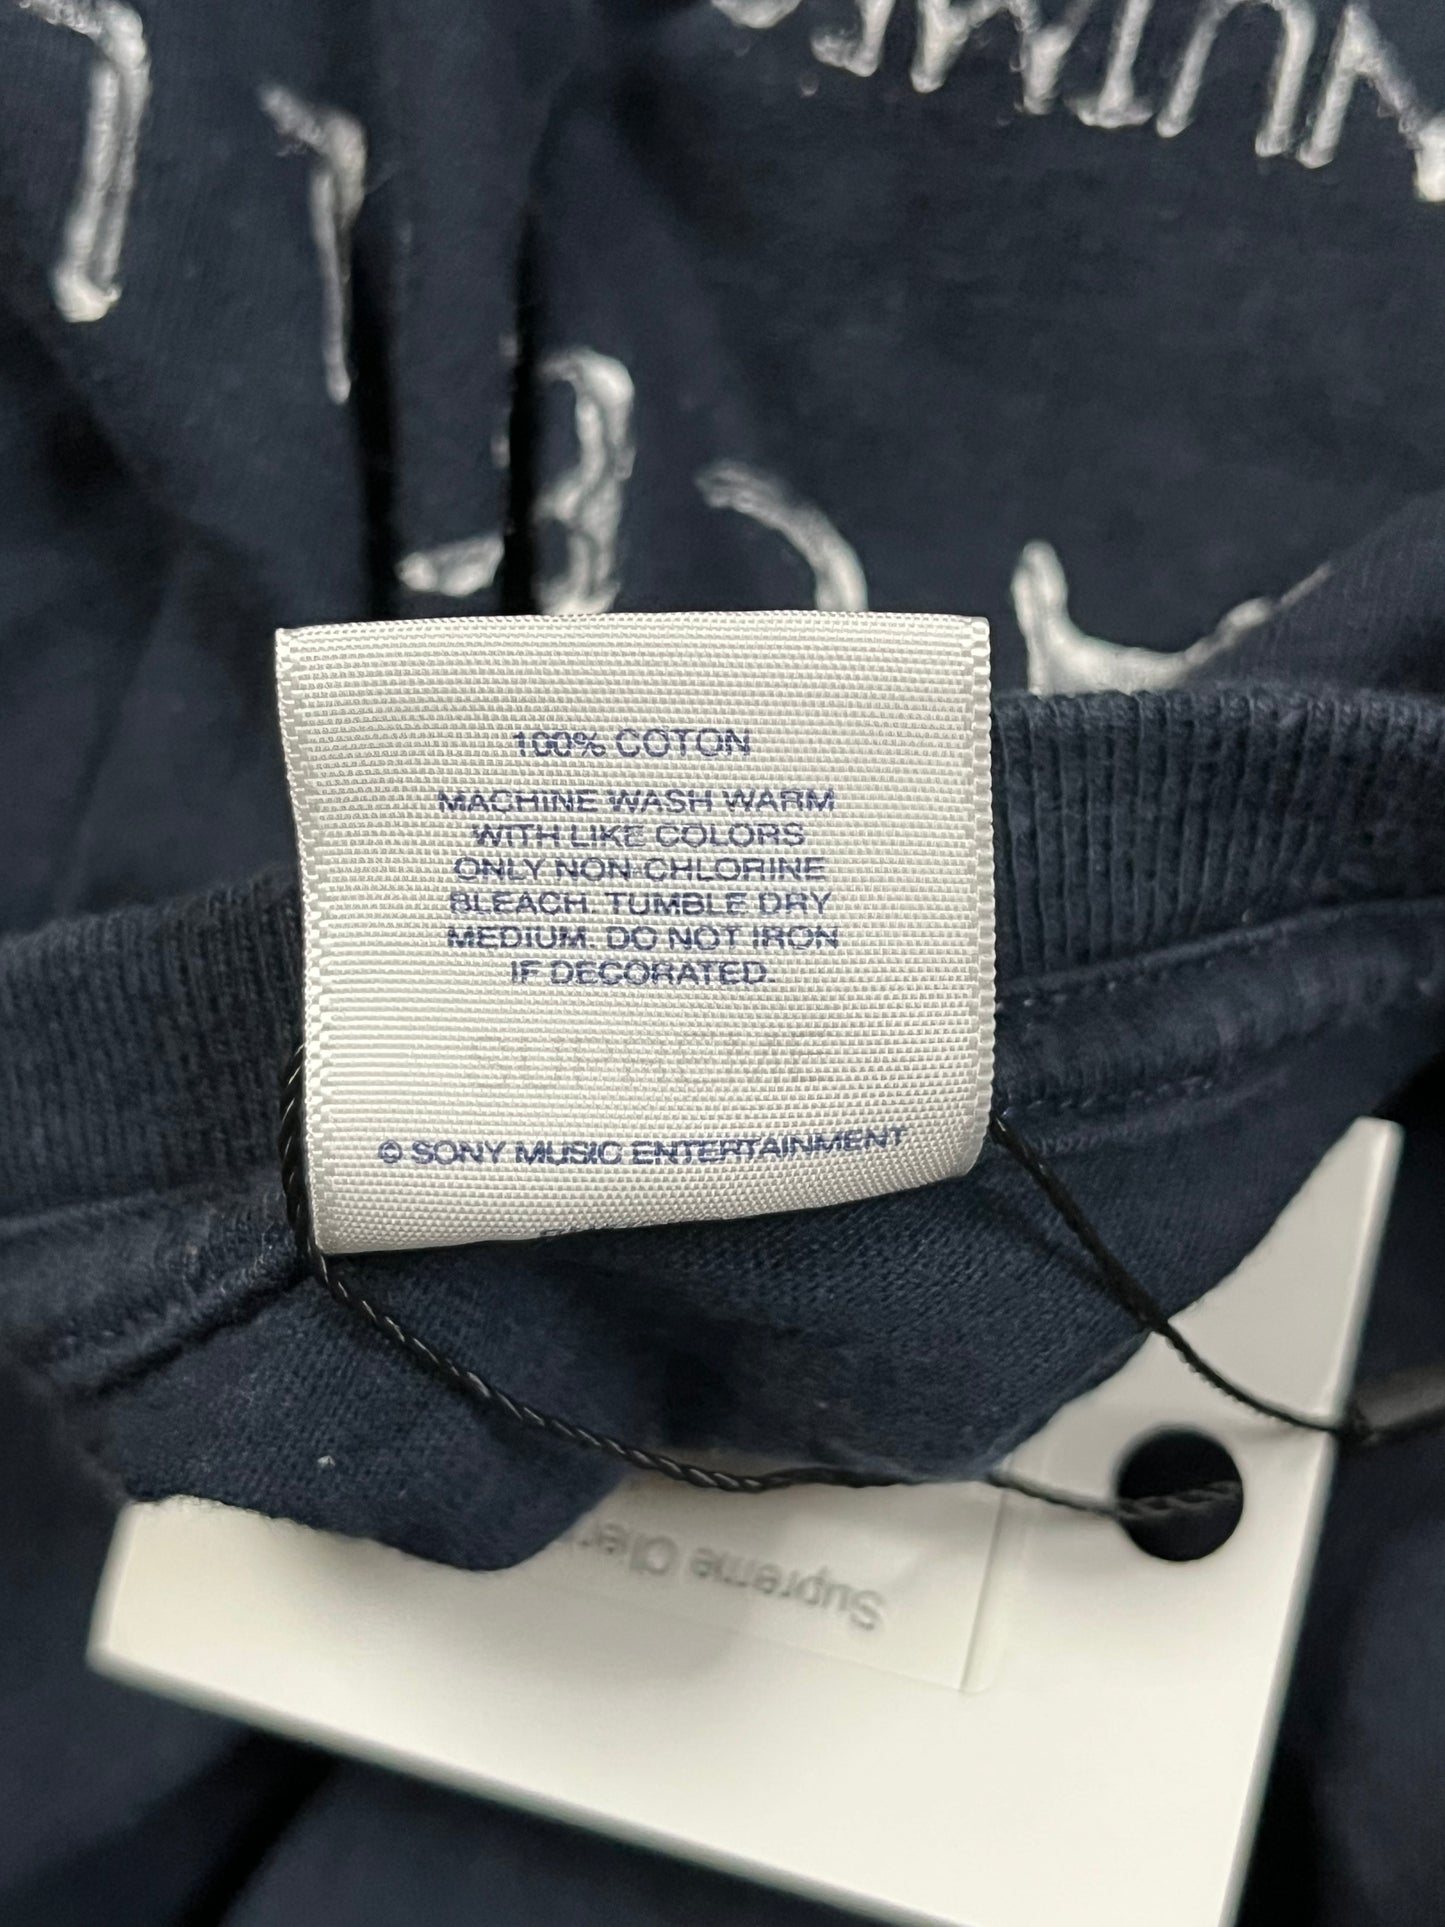 100% COTON
MACHINE WASH WARM
WITH LIKE COLORS
ONLY NON-CHLORINE
BLEACH. TUMBLE DRY
MEDIUM. DO NOT IRON
IF DECORATED.
© SONY MUSIC ENTERTAINMENT
Supreme